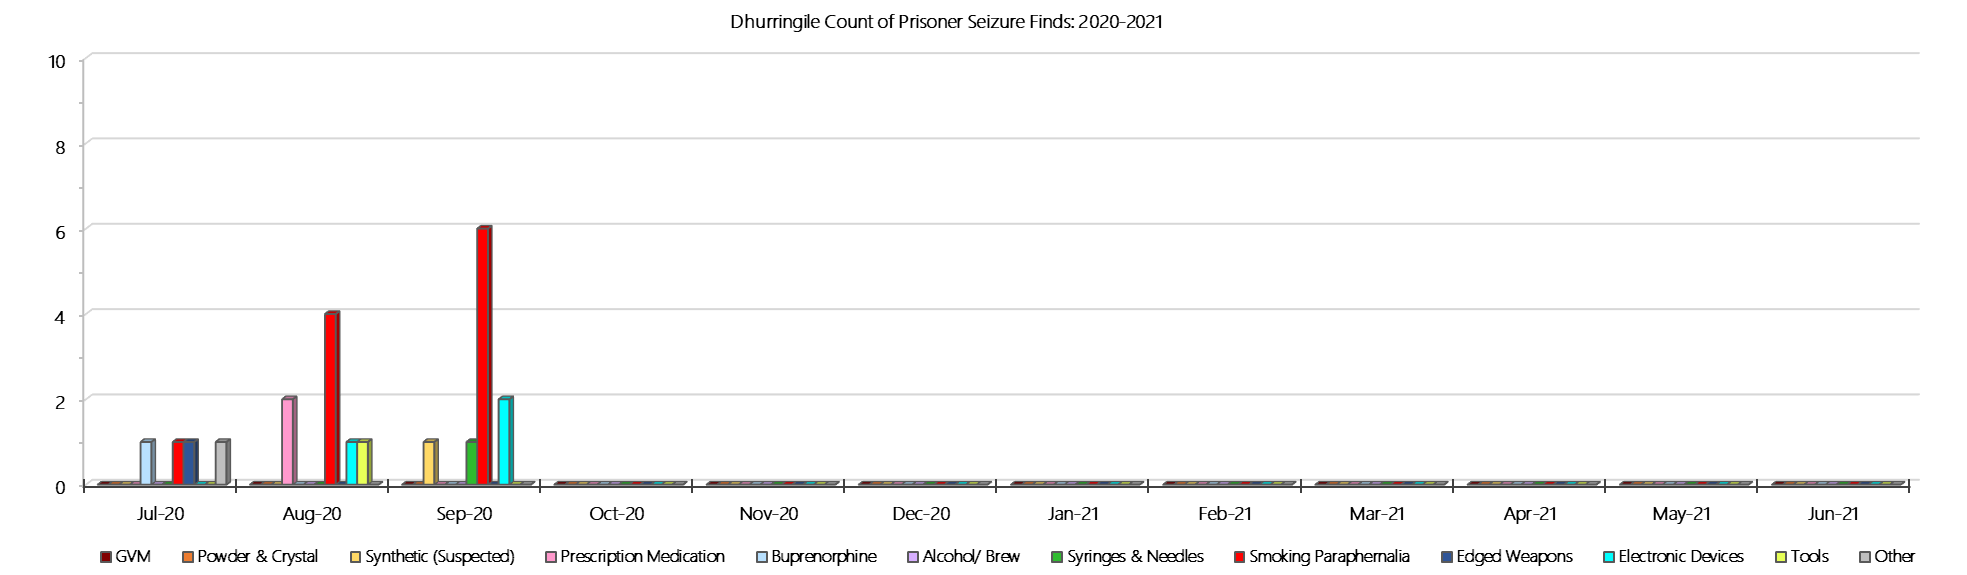 Dhurringile Count of Prisoner Seizure Finds: 2020-2021
10
8
6
4
2
0
Jul-20 Aug-20 Sep-20 Oct-20 Nov-20 Dec-20 Jan-21 Feb-21 Mar-21 Apr-21 May-21 Jun-21
GVM Powder & Crystal Synthetic (Suspected) Prescription Medication Buprenorphine Alcohol/ Brew Syringes & Needles Smoking Paraphernalia Edged Weapons Electronic Devices Tools Other